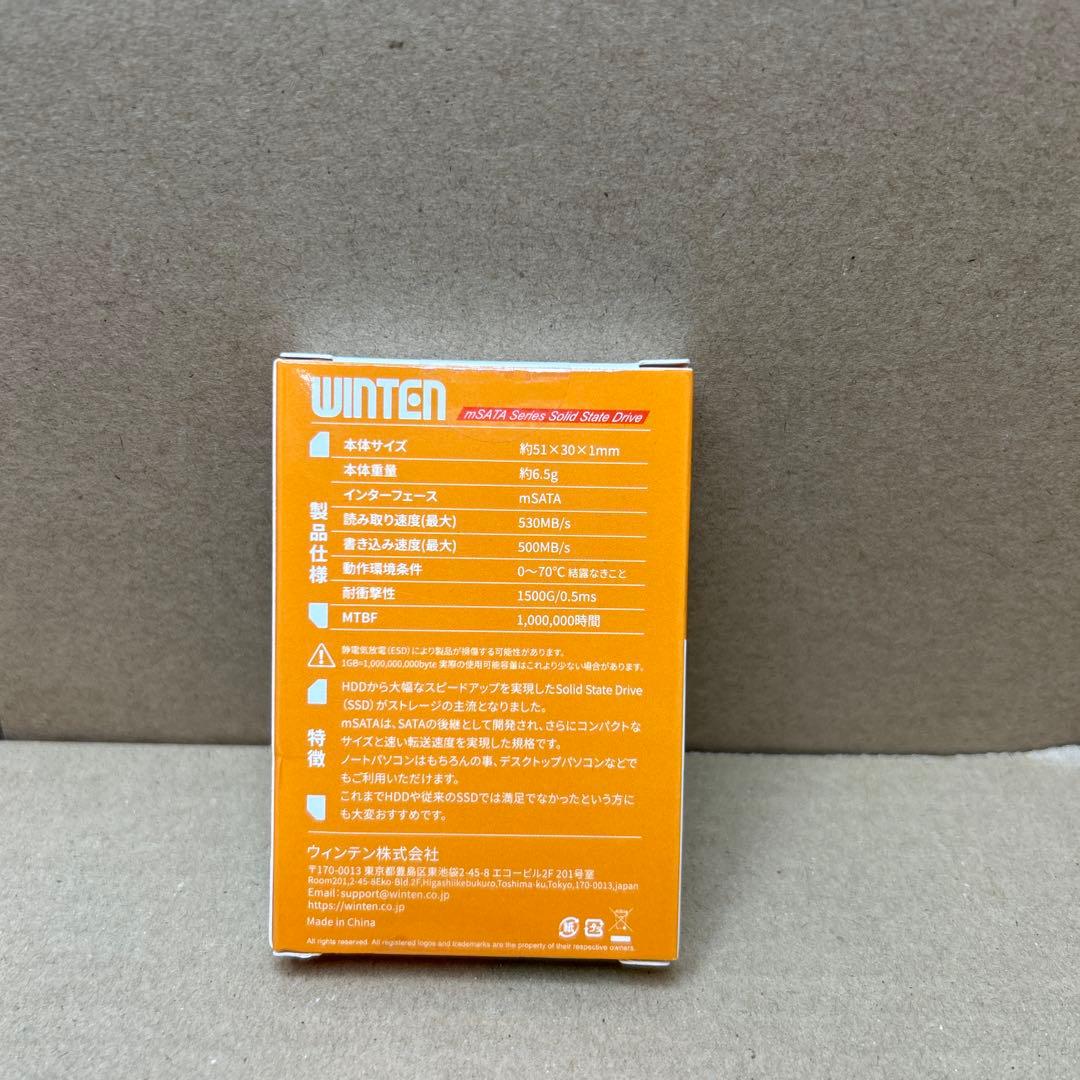 WINTEN
mSATA Series Solid State Drive
製品仕様
本体サイズ 約51×30×1mm
本体重量 約6.5g
インターフェース mSATA
読み取り速度(最大) 530MB/s
書き込み速度(最大) 500MB/s
動作環境条件 0〜70℃ 結露なきこと
耐衝撃性 1500G/0.5ms
MTBF 1,000,000時間
静電気放電(ESD)により製品が損傷する可能性があります。
1GB=1,000,000,000byte 実際の使用可能容量はこれより少ない場合があります。
特徴
HDDから大幅なスピードアップを実現したSolid State Drive
(SSD)がストレージの主流となりました。
mSATAは、SATAの後継として開発され、さらにコンパクトな
サイズと速い転送速度を実現した規格です。
ノートパソコンはもちろんの事、デスクトップパソコンなどで
もご利用いただけます。
これまでHDDや従来のSSDでは満足でなかったという方に
も大変おすすめです。
ウィンテン株式会社
〒170-0013 東京都豊島区東池袋2-45-8 エコービル2F 201号室
Room201,2-45-8Eko-Bld.2F,Higashiikebukuro,Toshima-ku,Tokyo,170-0013,japan
Email:support@winten.co.jp
https://winten.co.jp
Made in China
紙 プラ
All rights reserved. All registered logos and trademarks are the property of their respective owners.